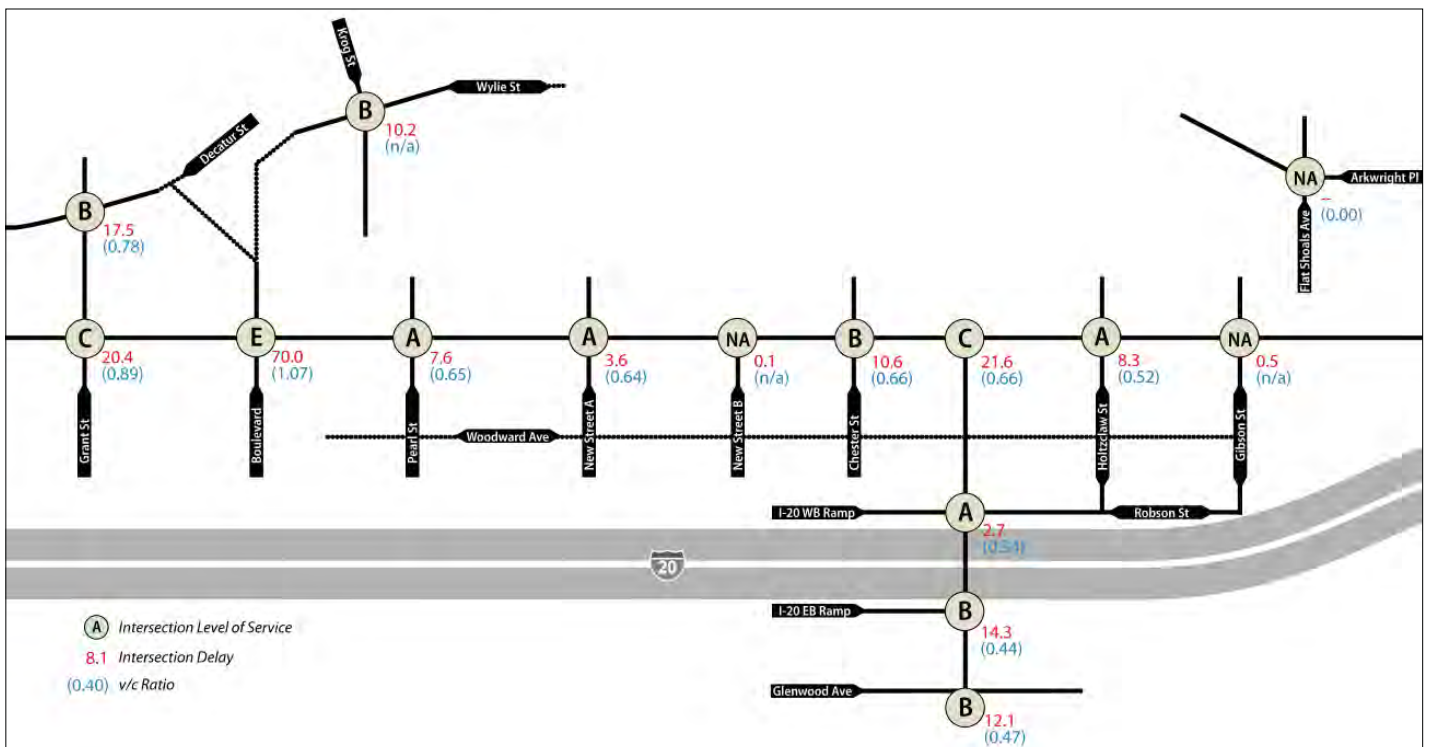 Krog St
Wylie St
B
10.2
(n/a)
Decatur St
B
17.5
(0.78)
NA
Arkwright Pl
–
(0.00)
Flat Shoals Ave
C
20.4
(0.89)
E
70.0
(1.07)
A
7.6
(0.65)
A
3.6
(0.64)
NA
0.1
(n/a)
B
10.6
(0.66)
C
21.6
(0.66)
A
8.3
(0.52)
NA
0.5
(n/a)
Grant St
Boulevard
Pearl St
Woodward Ave
New Street A
New Street B
Chester St
Holtzclaw St
Gibson St
I-20 WB Ramp
A
Robson St
2.7
(0.54)
20
I-20 EB Ramp
B
14.3
(0.44)
Glenwood Ave
B
12.1
(0.47)
A Intersection Level of Service
8.1 Intersection Delay
(0.40) v/c Ratio